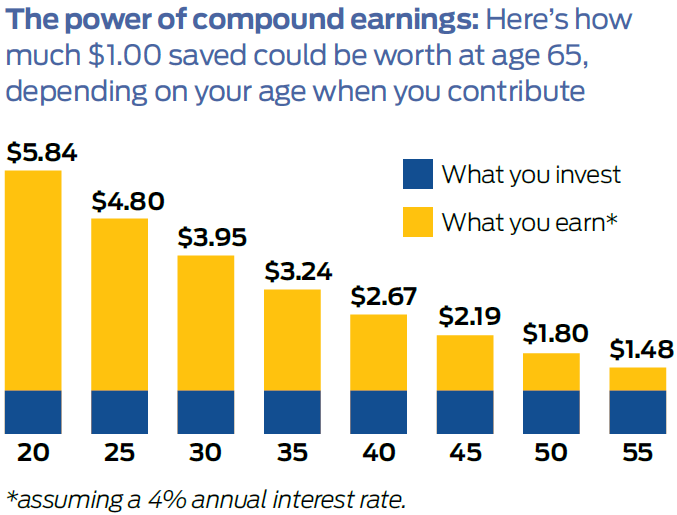 The power of compound earnings: Here's how
much $1.00 saved could be worth at age 65,
depending on your age when you contribute
$5.84
$4.80
$3.95
$3.24
$2.67
$2.19
$1.80
$1.48
What you invest
What you earn*
20 25 30 35 40 45 50 55
*assuming a 4% annual interest rate.